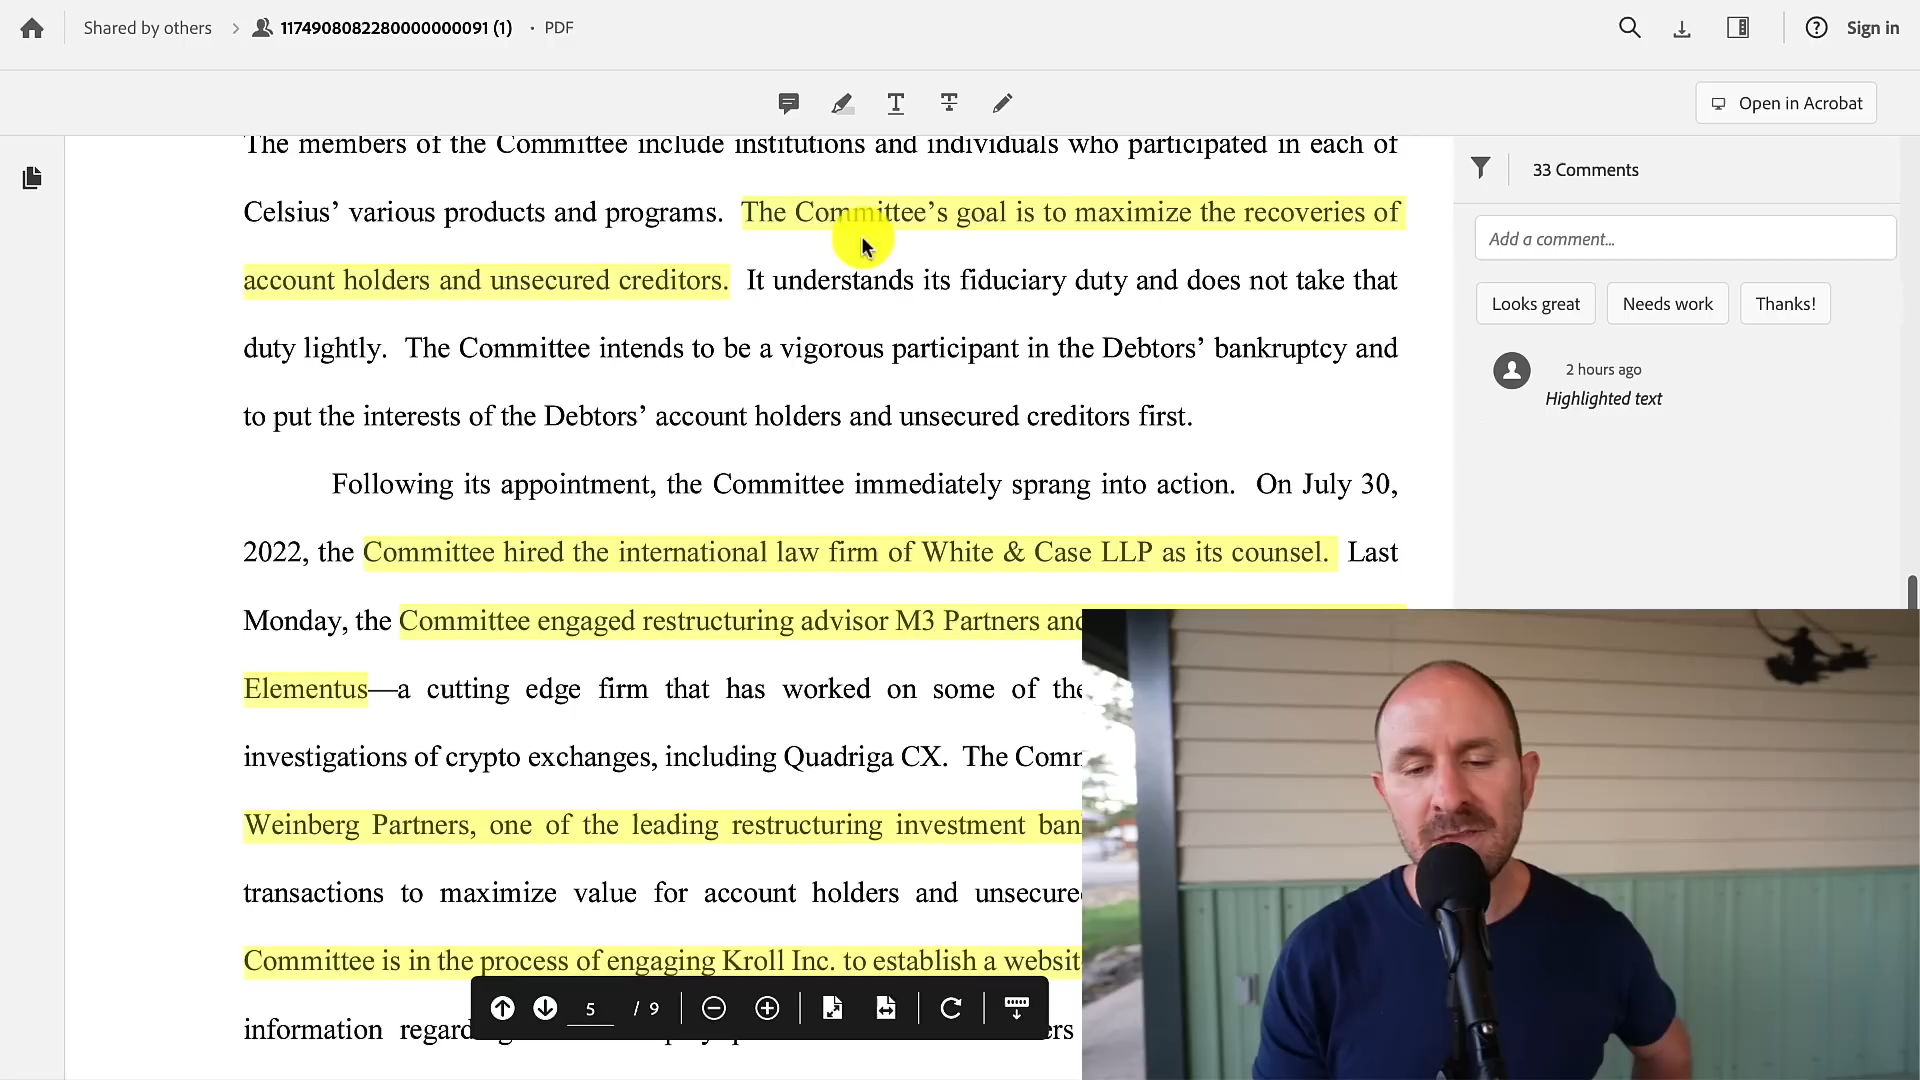 Shared by others > 1174908082280000000091 (1) · PDF
Sign in
Open in Acrobat
The members of the Committee include institutions and individuals who participated in each of
Celsius’ various products and programs. The Committee’s goal is to maximize the recoveries of
account holders and unsecured creditors. It understands its fiduciary duty and does not take that
duty lightly. The Committee intends to be a vigorous participant in the Debtors’ bankruptcy and
to put the interests of the Debtors’ account holders and unsecured creditors first.
Following its appointment, the Committee immediately sprang into action. On July 30,
2022, the Committee hired the international law firm of White & Case LLP as its counsel. Last
Monday, the Committee engaged restructuring advisor M3 Partners and
Elementus—a cutting edge firm that has worked on some of the
investigations of crypto exchanges, including Quadriga CX. The Comm
Weinberg Partners, one of the leading restructuring investment ban
transactions to maximize value for account holders and unsecured
Committee is in the process of engaging Kroll Inc. to establish a websit
information regard
5 / 9
33 Comments
Add a comment...
Looks great
Needs work
Thanks!
2 hours ago
Highlighted text